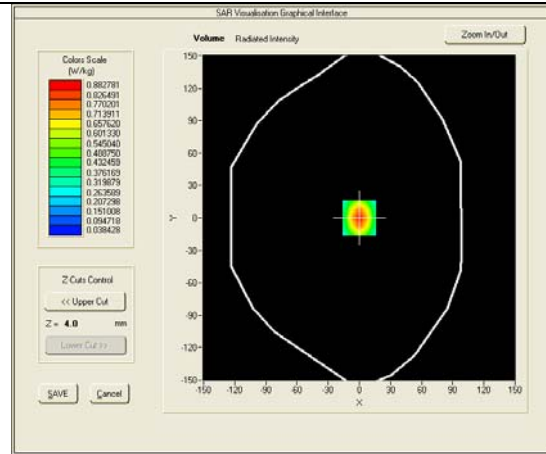 SAR Visualisation Graphical Interface
Volume Radiated Intensity
Zoom In/Out
Colors Scale
(W/kg)
0.882781
0.826491
0.770201
0.713911
0.657620
0.601330
0.545040
0.488750
0.432459
0.376169
0.319879
0.263589
0.207298
0.151008
0.094718
0.038428
Z Cuts Control
<< Upper Cut
Z = 4.0 mm
Lower Cut >>
SAVE
Cancel
150-
120-
90-
60-
30-
0-
-30-
-60-
-90-
-120-
-150-
Y
-150 -120 -90 -60 -30 0 30 60 90 120 150
X